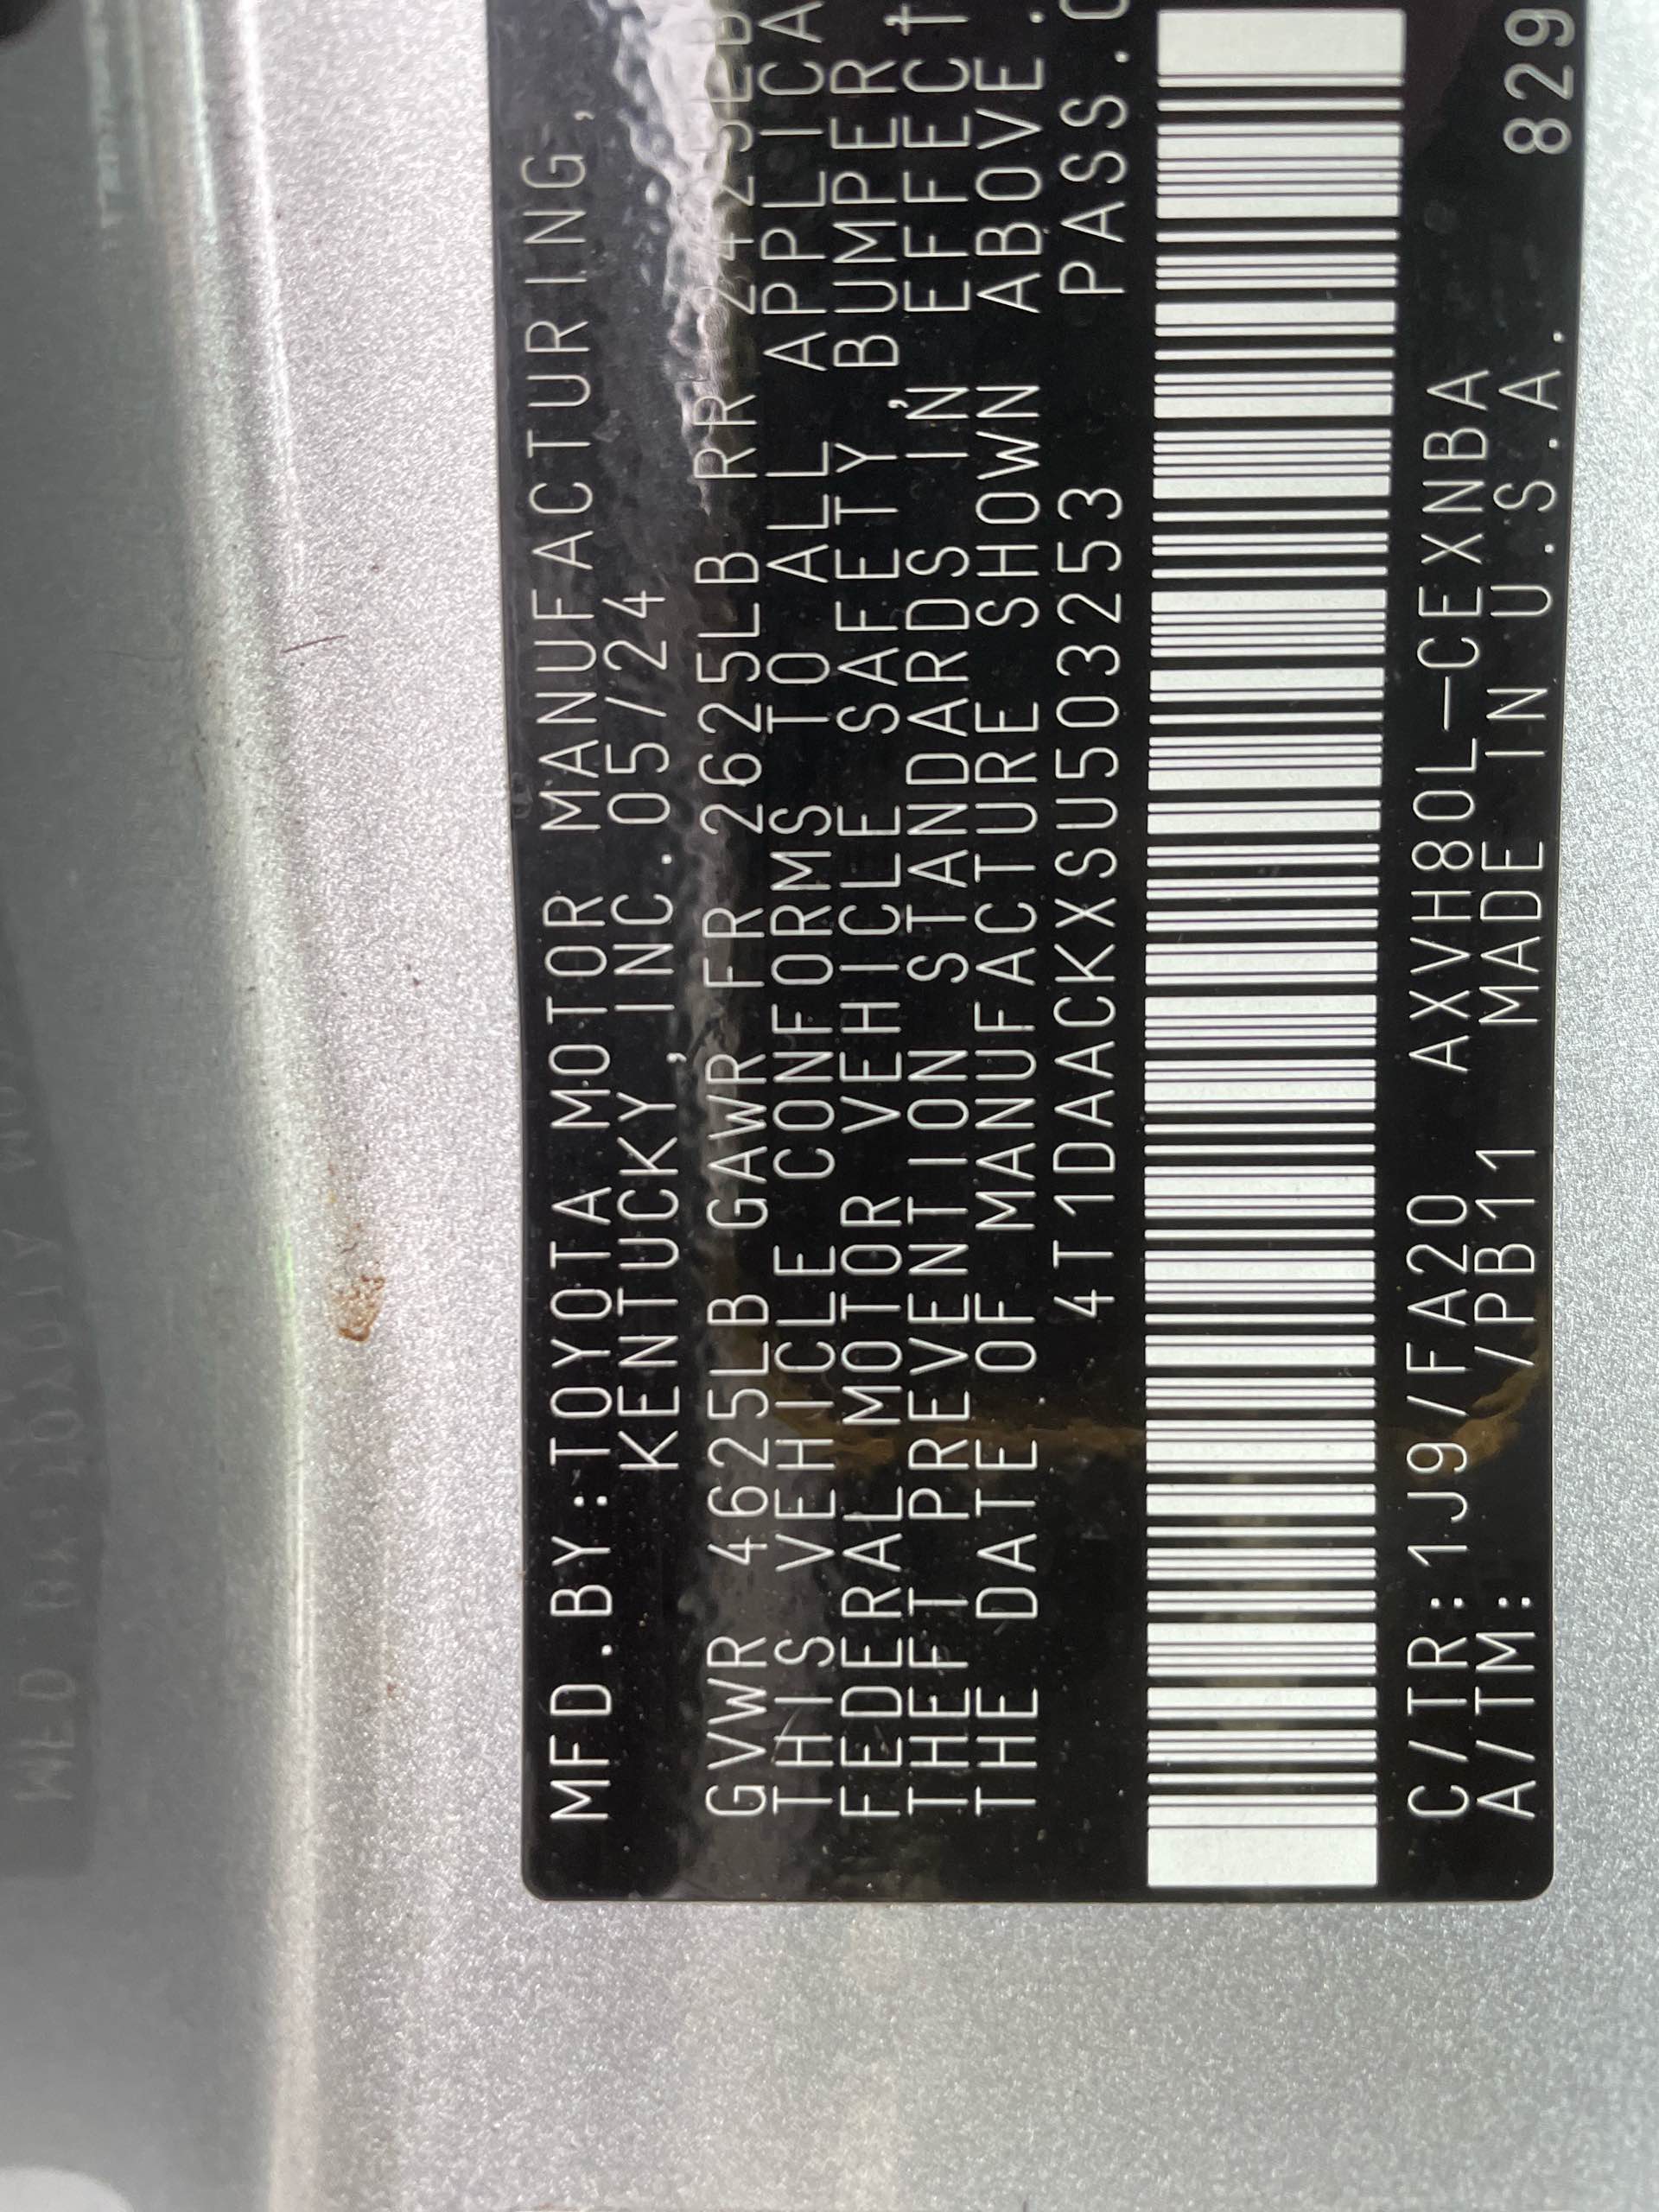 MFD.BY:TOYOTA MOTOR MANUFACTURING,
KENTUCKY, INC. 05/24
GVWR 4625LB GAWR FR 2625LB RR
THIS VEHICLE CONFORMS TO ALL APPLICA
FEDERAL MOTOR VEHICLE SAFETY, BUMPER,
THEFT PREVENTION STANDARDS IN EFFECT
THE DATE OF MANUFACTURE SHOWN ABOVE.
4T1DAACKXSU503253 PASS.C
C/TR:1J9/FA20 AXVH80L-CEXNBA
A/TM: /PB11 MADE IN U.S.A. 829